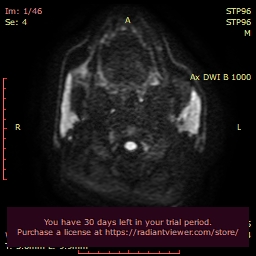 Im: 1/46
Se: 4
A
STP96
STP96
M
Ax DWI B 1000
R
L
You have 30 days left in your trial period.
Purchase a license at https://radiantviewer.com/store/